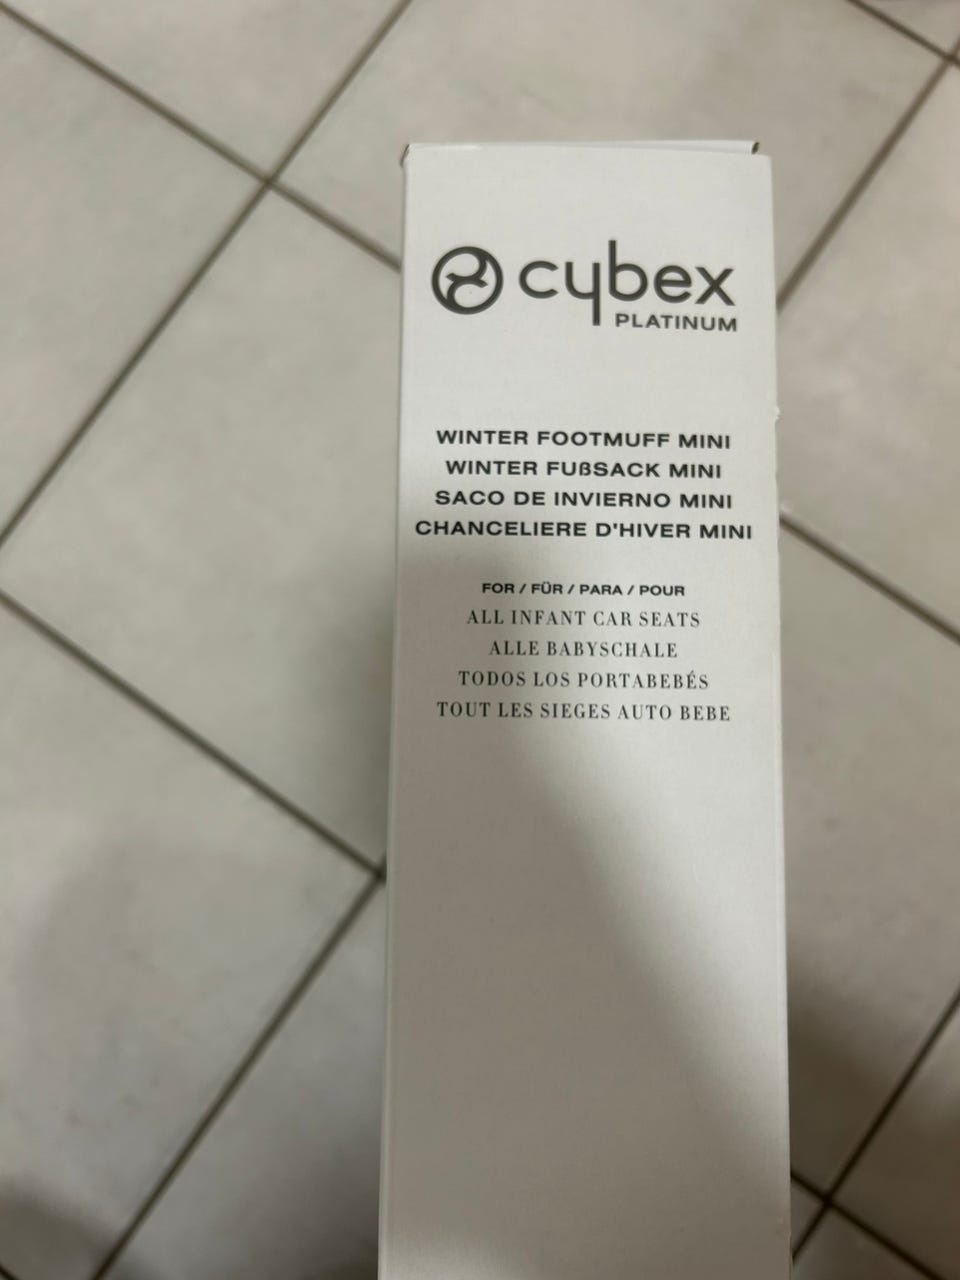 cybex
PLATINUM
WINTER FOOTMUFF MINI
WINTER FUßSACK MINI
SACO DE INVIERNO MINI
CHANCELIERE D'HIVER MINI
FOR / FÜR / PARA / POUR
ALL INFANT CAR SEATS
ALLE BABYSCHALE
TODOS LOS PORTABEBÉS
TOUT LES SIEGES AUTO BEBE